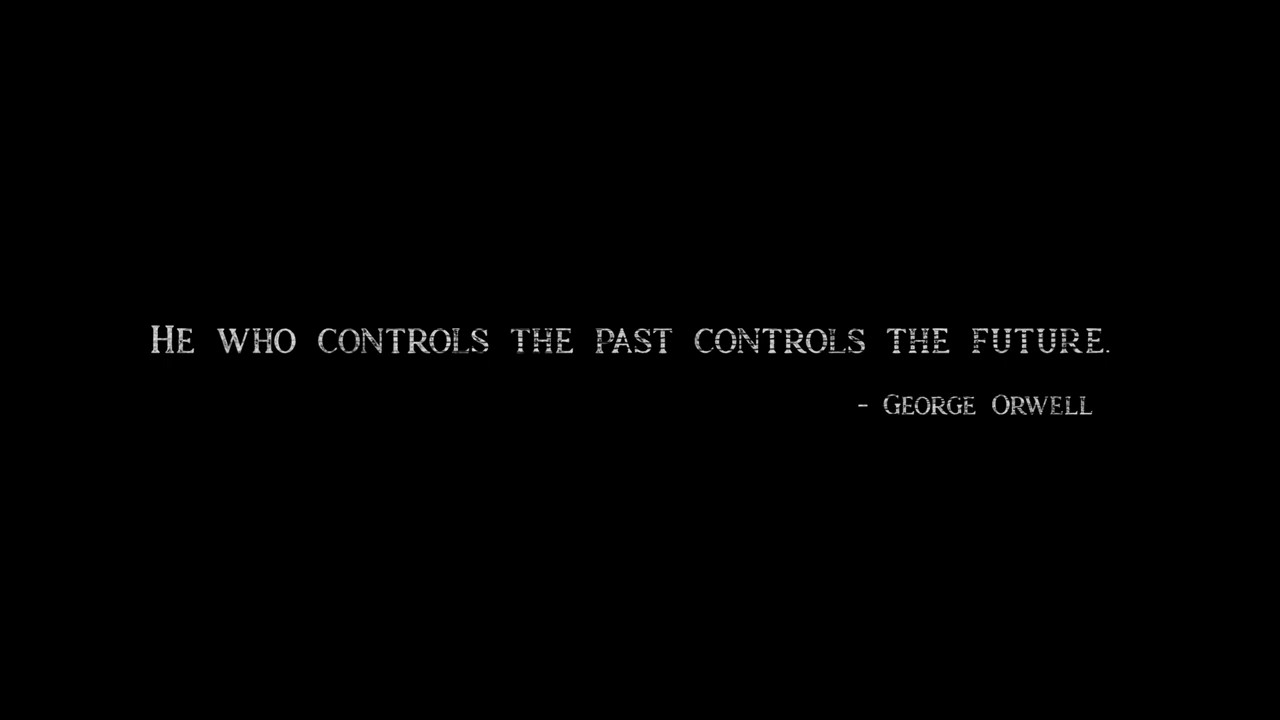 He who controls the past controls the future.
- George Orwell